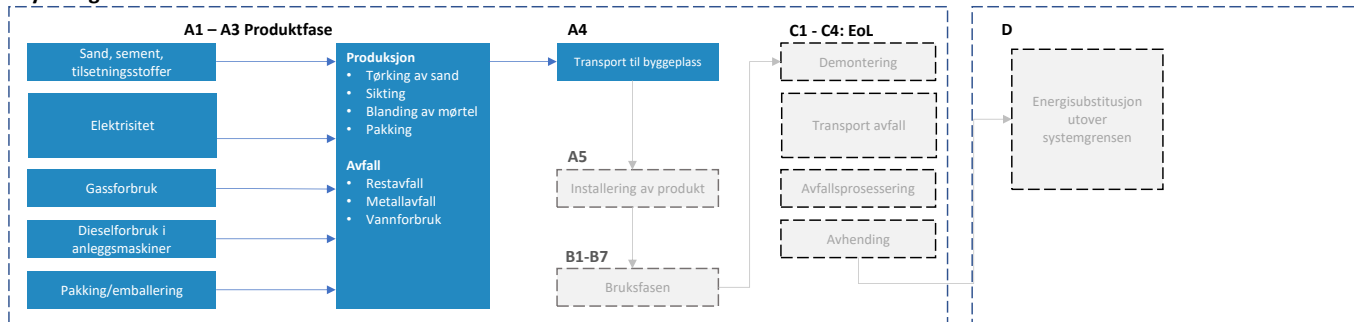 A1 – A3 Produktfase
Sand, sement,
tilsetningsstoffer
Elektrisitet
Gassforbruk
Dieselforbruk i
anleggsmaskiner
Pakking/emballering
Produksjon
• Tørking av sand
• Sikting
• Blanding av mørtel
• Pakking
Avfall
• Restavfall
• Metallavfall
• Vannforbruk
A4
Transport til byggeplass
A5
Installering av produkt
B1-B7
Bruksfasen
C1 - C4: EoL
Demontering
Transport avfall
Avfallsprosessering
Avhending
D
Energisubstitusjon
utover
systemgrensen